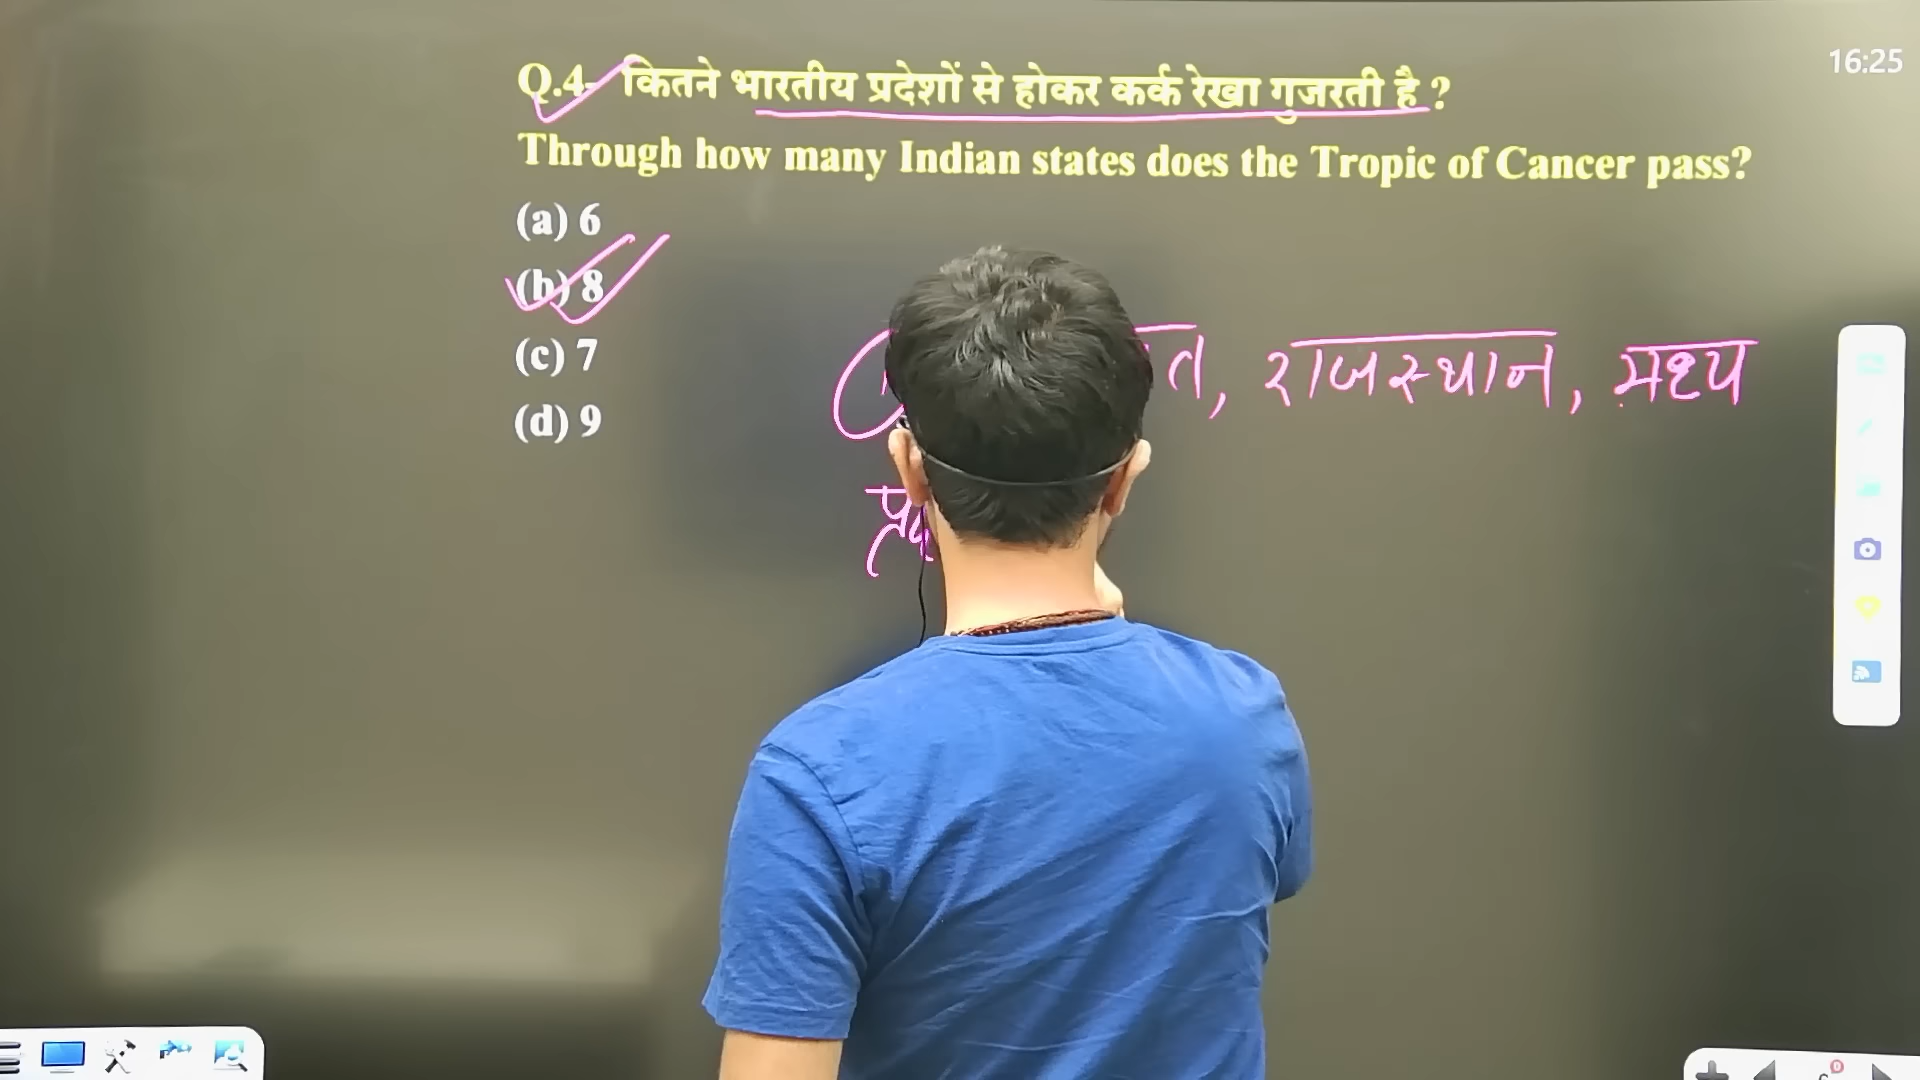 16:25
Q.4- कितने भारतीय प्रदेशों से होकर कर्क रेखा गुजरती है ?
Through how many Indian states does the Tropic of Cancer pass?
(a) 6
(b) 8
(c) 7
(d) 9
राजस्थान, मध्य